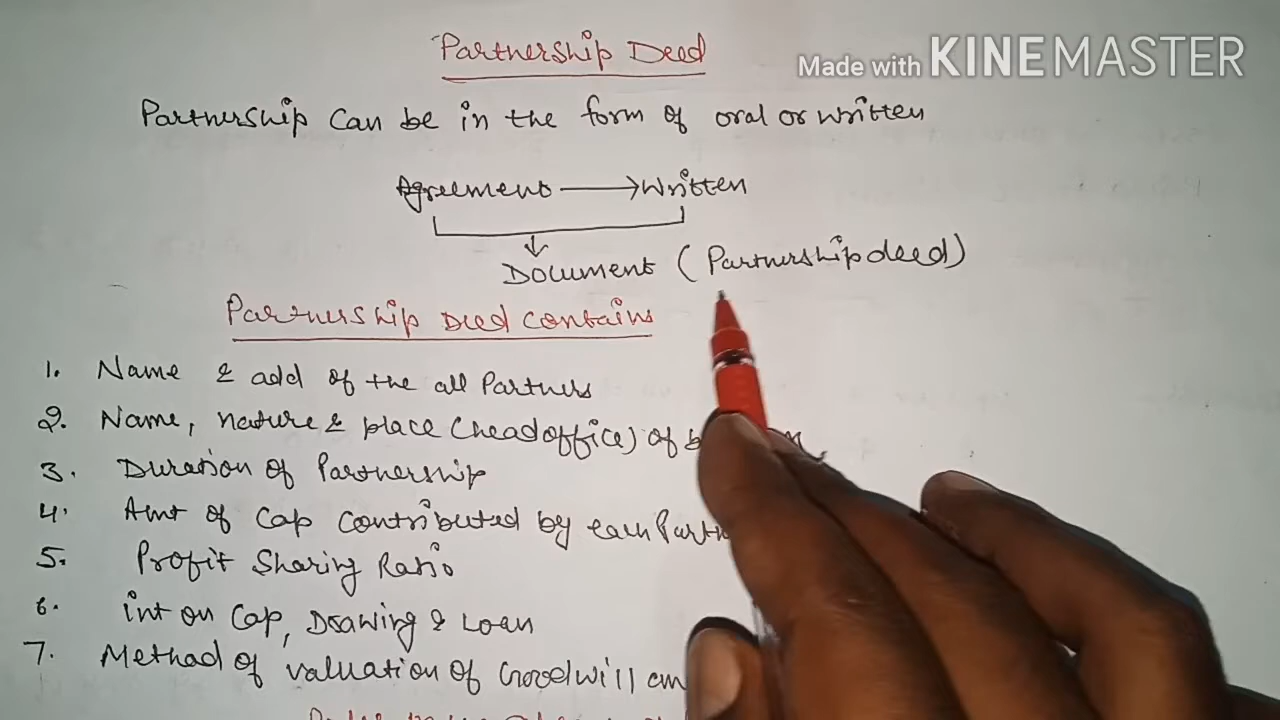 Partnership Deed
Made with KINEMASTER
Partnership Can be in the form of oral or written
Agreement → Written
Document (Partnership deed)
Partnership Deed contains
1. Name & add of the all Partners
2. Name, nature & place (head office) of
3. Duration of Partnership
4. Amt of Cap Contributed by each
5. Profit Sharing Ratio
6. int on Cap, Drawing & Loan
7. Method of valuation of Goodwill